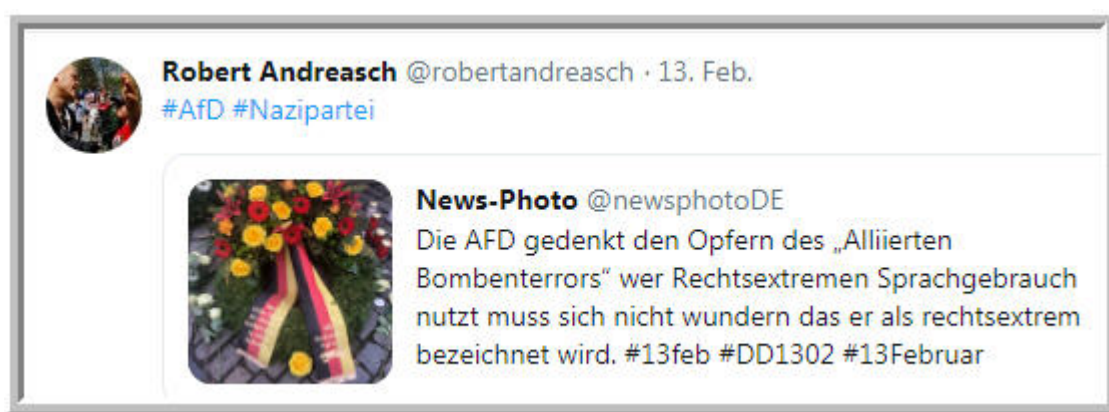 Robert Andreasch @robertandreasch · 13. Feb.
#AfD #Nazipartei
News-Photo @newsphotoDE
Die AFD gedenkt den Opfern des „Alliierten
Bombenterrors“ wer Rechtsextremen Sprachgebrauch
nutzt muss sich nicht wundern das er als rechtsextrem
bezeichnet wird. #13feb #DD1302 #13Februar